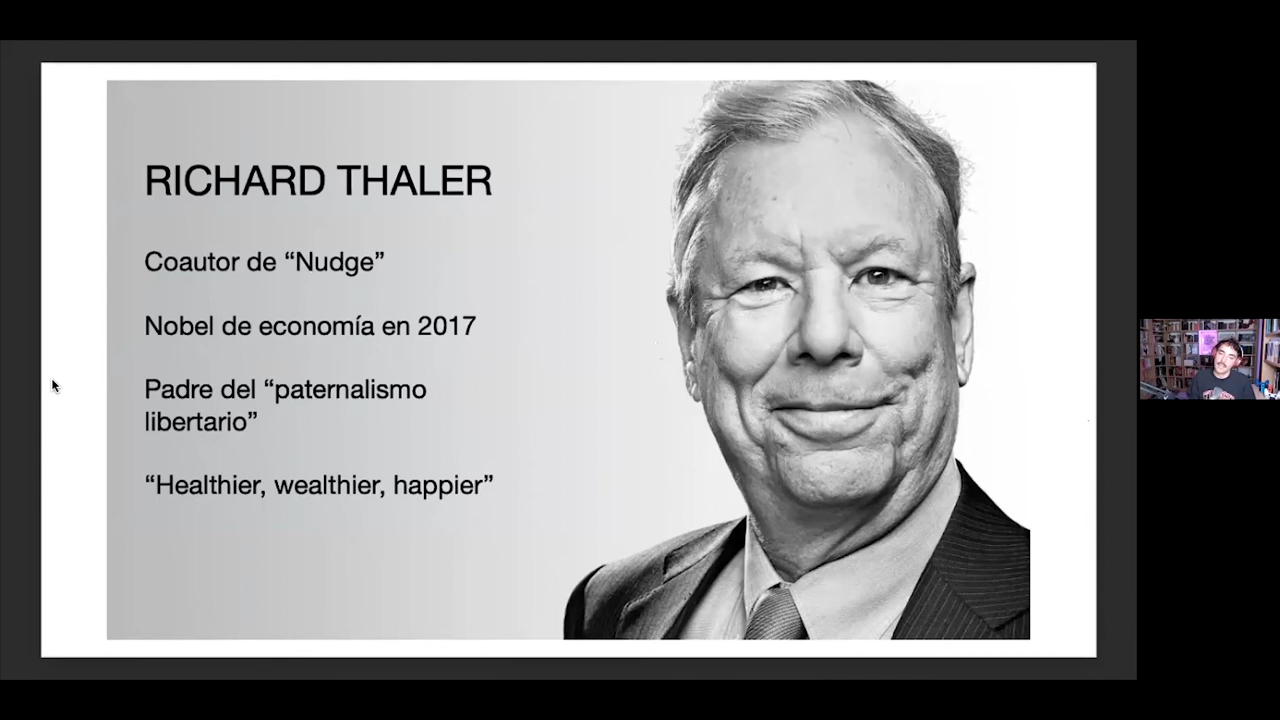 RICHARD THALER
Coautor de “Nudge”
Nobel de economía en 2017
Padre del “paternalismo
libertario”
“Healthier, wealthier, happier”